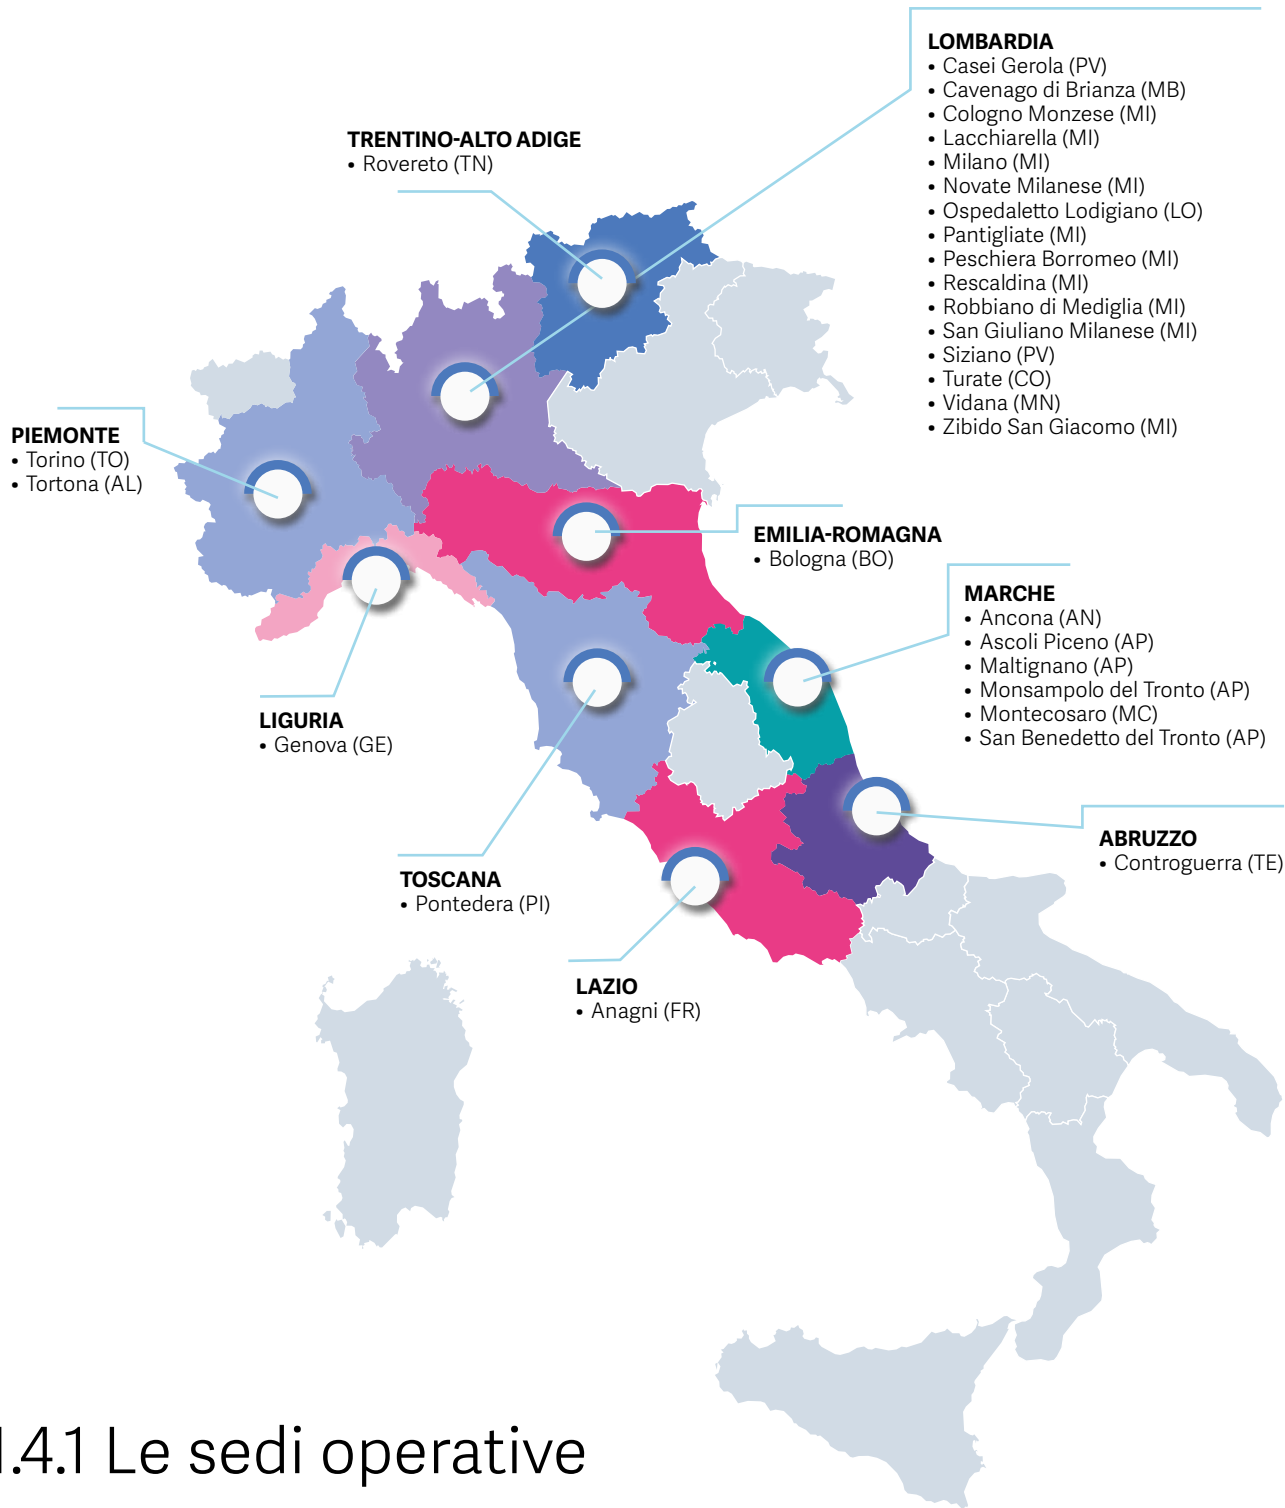 LOMBARDIA
• Casei Gerola (PV)
• Cavenago di Brianza (MB)
• Cologno Monzese (MI)
• Lacchiarella (MI)
• Milano (MI)
• Novate Milanese (MI)
• Ospedaletto Lodigiano (LO)
• Pantigliate (MI)
• Peschiera Borromeo (MI)
• Rescaldina (MI)
• Robbiano di Mediglia (MI)
• San Giuliano Milanese (MI)
• Siziano (PV)
• Turate (CO)
• Vidana (MN)
• Zibido San Giacomo (MI)
TRENTINO-ALTO ADIGE
• Rovereto (TN)
PIEMONTE
• Torino (TO)
• Tortona (AL)
EMILIA-ROMAGNA
• Bologna (BO)
MARCHE
• Ancona (AN)
• Ascoli Piceno (AP)
• Maltignano (AP)
• Monsampolo del Tronto (AP)
• Montecosaro (MC)
• San Benedetto del Tronto (AP)
LIGURIA
• Genova (GE)
ABRUZZO
• Controguerra (TE)
TOSCANA
• Pontedera (PI)
LAZIO
• Anagni (FR)
1.4.1 Le sedi operative